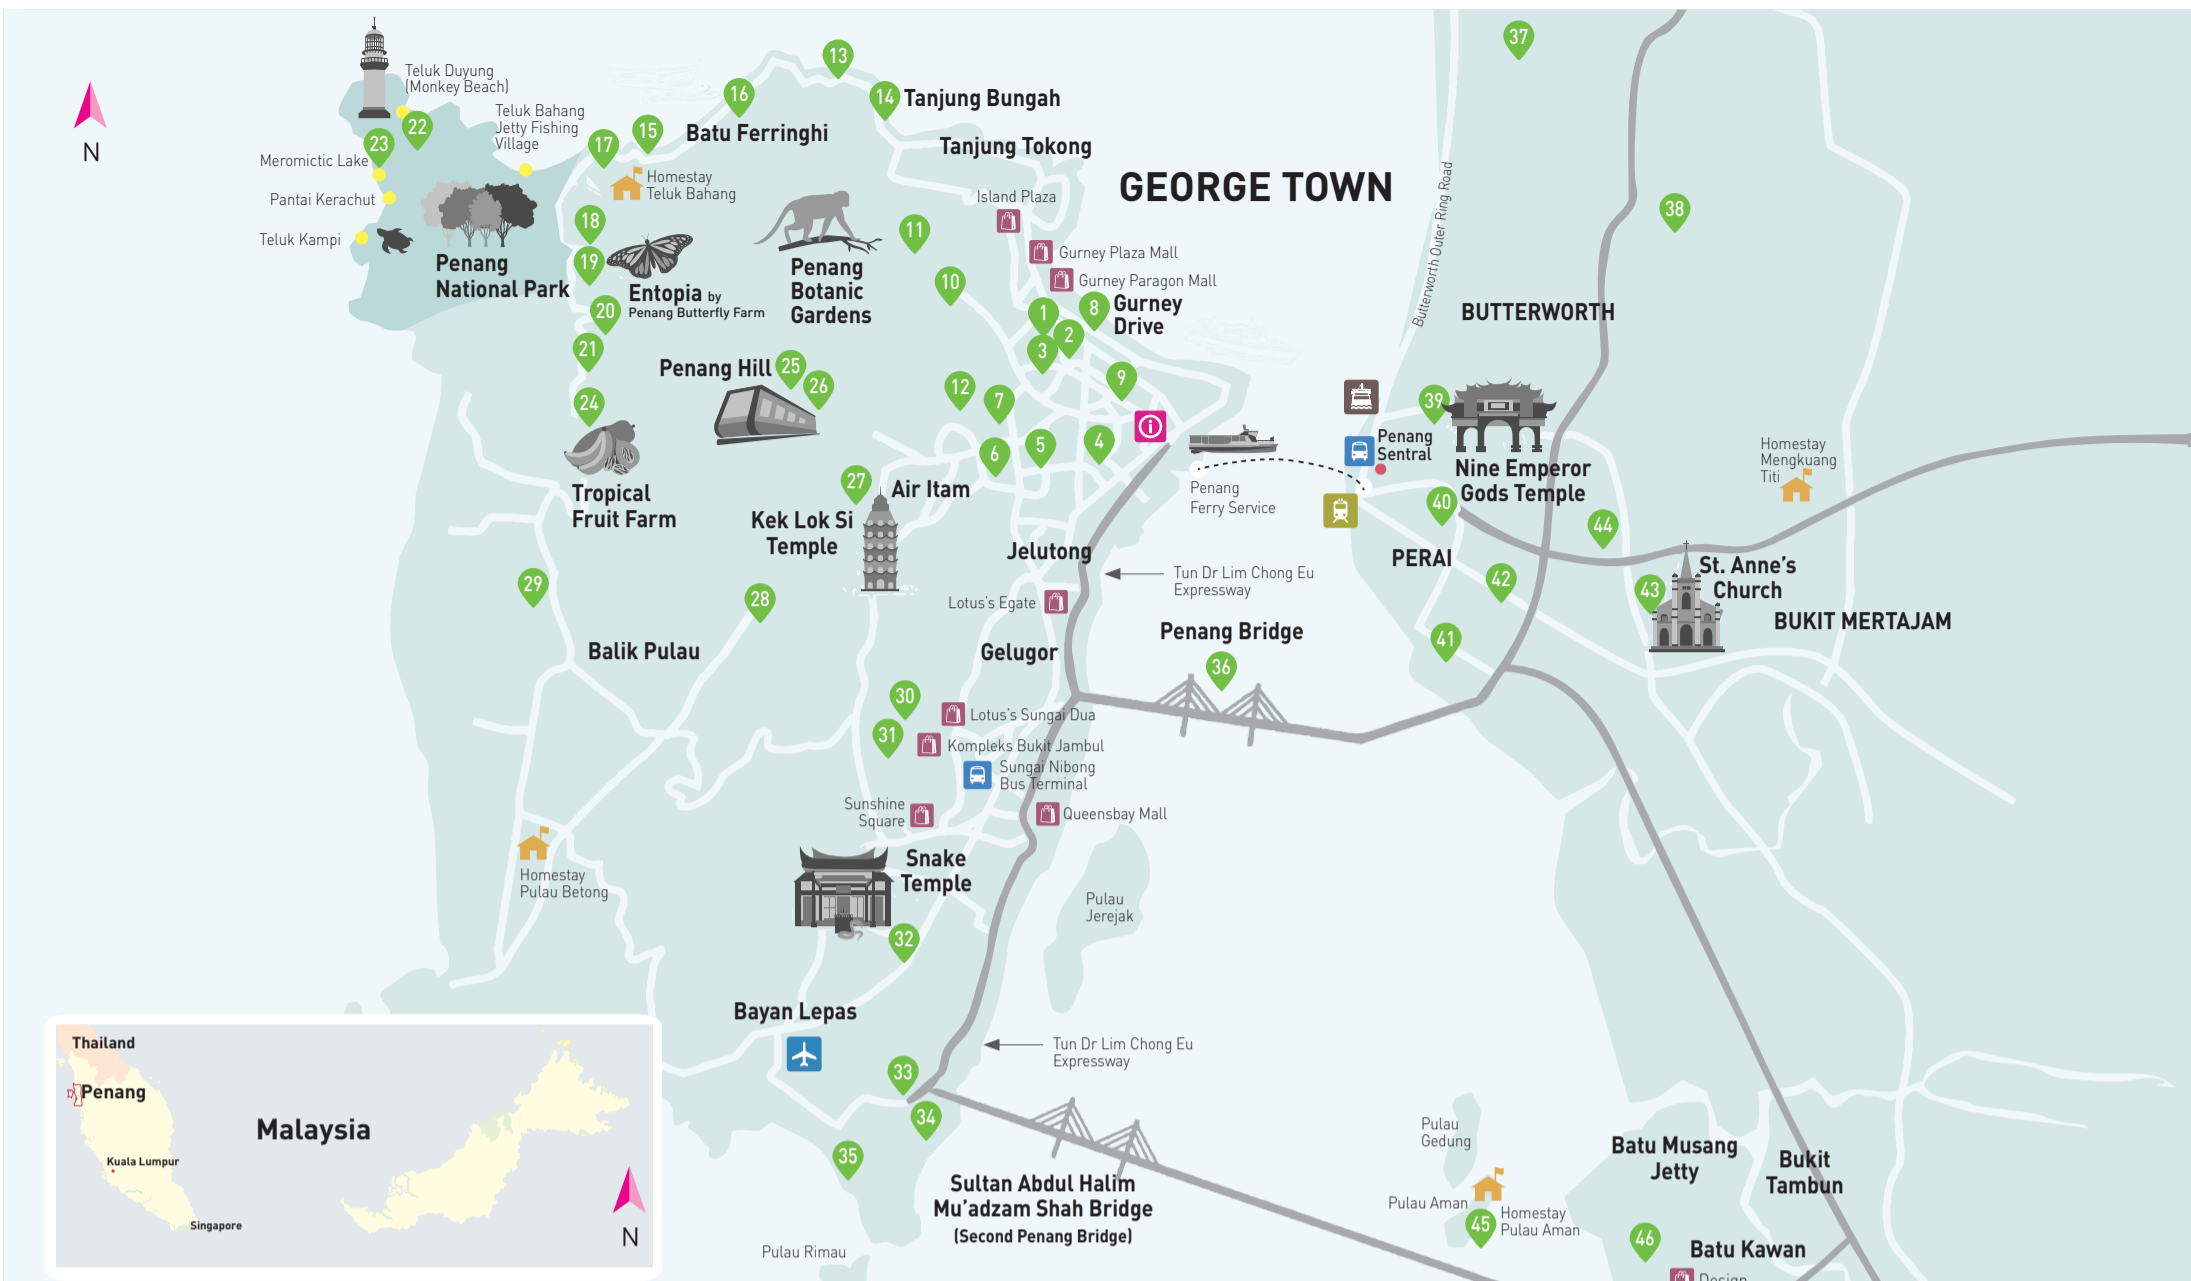 37
13
Teluk Duyung
(Monkey Beach)
16
14
Tanjung Bungah
Teluk Bahang
Jetty Fishing
Village
22
15
Batu Ferringhi
17
23
Tanjung Tokong
Meromictic Lake
N
GEORGE TOWN
Butterworth Outer Ring Road
Homestay
Teluk Bahang
Pantai Kerachut
Island Plaza
38
18
11
Teluk Kampi
Gurney Plaza Mall
Penang
National Park
19
Penang
Botanic
Gardens
10
Gurney Paragon Mall
Entopia by
Penang Butterfly Farm
20
1
8
Gurney
Drive
BUTTERWORTH
2
21
3
Penang Hill
25
26
12
9
7
24
39
5
4
6
Penang
Sentral
Homestay
Mengkuang
Titi
Nine Emperor
Gods Temple
27
Air Itam
Tropical
Fruit Farm
Kek Lok Si
Temple
Penang
Ferry Service
40
44
Jelutong
PERAI
Tun Dr Lim Chong Eu
Expressway
St. Anne's
Church
29
28
42
43
Lotus's Egate
BUKIT MERTAJAM
Balik Pulau
Gelugor
Penang Bridge
41
36
30
Lotus's Sungai Dua
31
Kompleks Bukit Jambul
Sungai Nibong
Bus Terminal
Sunshine
Square
Queensbay Mall
Snake
Temple
Homestay
Pulau Betong
Pulau
Jerejak
32
Bayan Lepas
Tun Dr Lim Chong Eu
Expressway
33
34
35
Thailand
Penang
Malaysia
Kuala Lumpur
Singapore
N
Pulau
Gedung
Batu Musang
Jetty
Bukit
Tambun
Sultan Abdul Halim
Mu'adzam Shah Bridge
(Second Penang Bridge)
Pulau Aman
Homestay
Pulau Aman
45
46
Pulau Rimau
Batu Kawan
Design